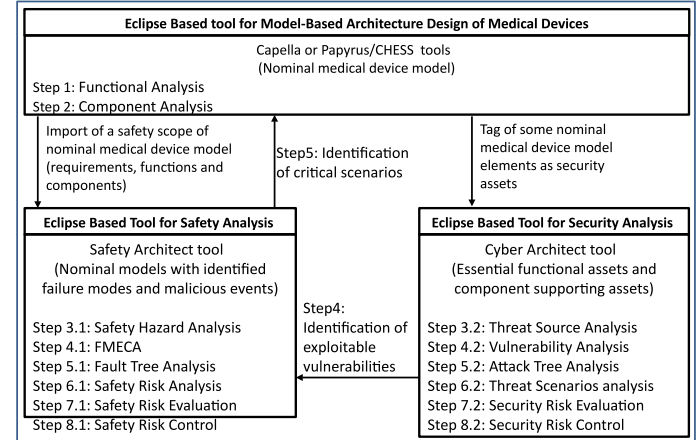 Eclipse Based tool for Model-Based Architecture Design of Medical Devices
Capella or Papyrus/CHESS tools
(Nominal medical device model)
Step 1: Functional Analysis
Step 2: Component Analysis
Import of a safety scope of
nominal medical device model
(requirements, functions and
components)
Step5: Identification
of critical scenarios
Tag of some nominal
medical device model
elements as security
assets
Eclipse Based Tool for Safety Analysis
Safety Architect tool
(Nominal models with identified
failure modes and malicious events)
Step 3.1: Safety Hazard Analysis
Step 4.1: FMECA
Step 5.1: Fault Tree Analysis
Step 6.1: Safety Risk Analysis
Step 7.1: Safety Risk Evaluation
Step 8.1: Safety Risk Control
Step4:
Identification of
exploitable
vulnerabilities
Eclipse Based Tool for Security Analysis
Cyber Architect tool
(Essential functional assets and
component supporting assets)
Step 3.2: Threat Source Analysis
Step 4.2: Vulnerability Analysis
Step 5.2: Attack Tree Analysis
Step 6.2: Threat Scenarios analysis
Step 7.2: Security Risk Evaluation
Step 8.2: Security Risk Control